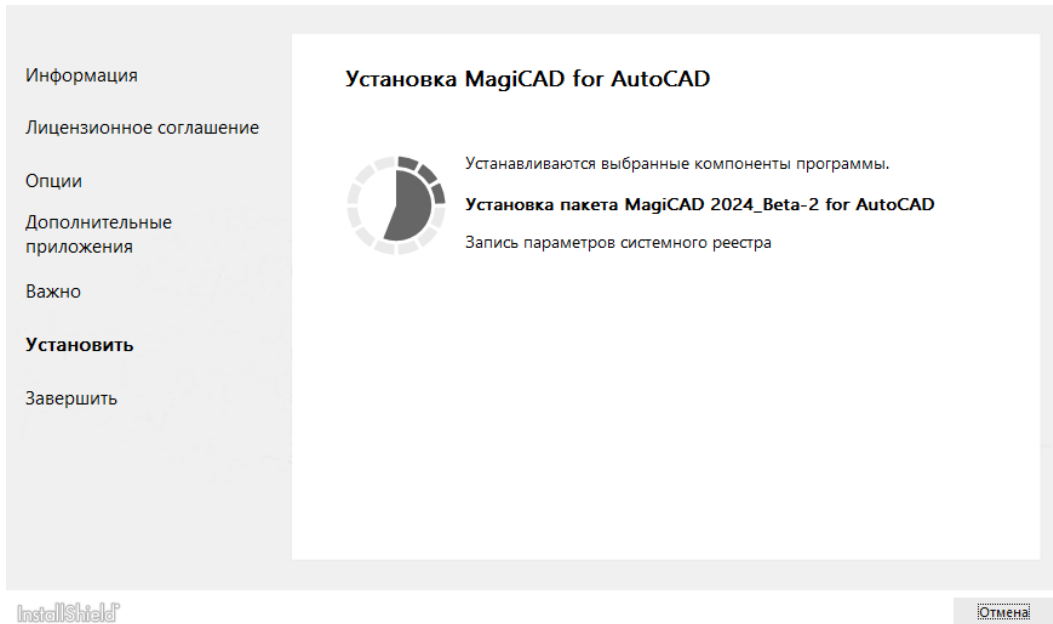 Информация
Лицензионное соглашение
Опции
Дополнительные
приложения
Важно
Установить
Завершить
Установка MagiCAD for AutoCAD
Устанавливаются выбранные компоненты программы.
Установка пакета MagiCAD 2024_Beta-2 for AutoCAD
Запись параметров системного реестра
InstallShield
Отмена